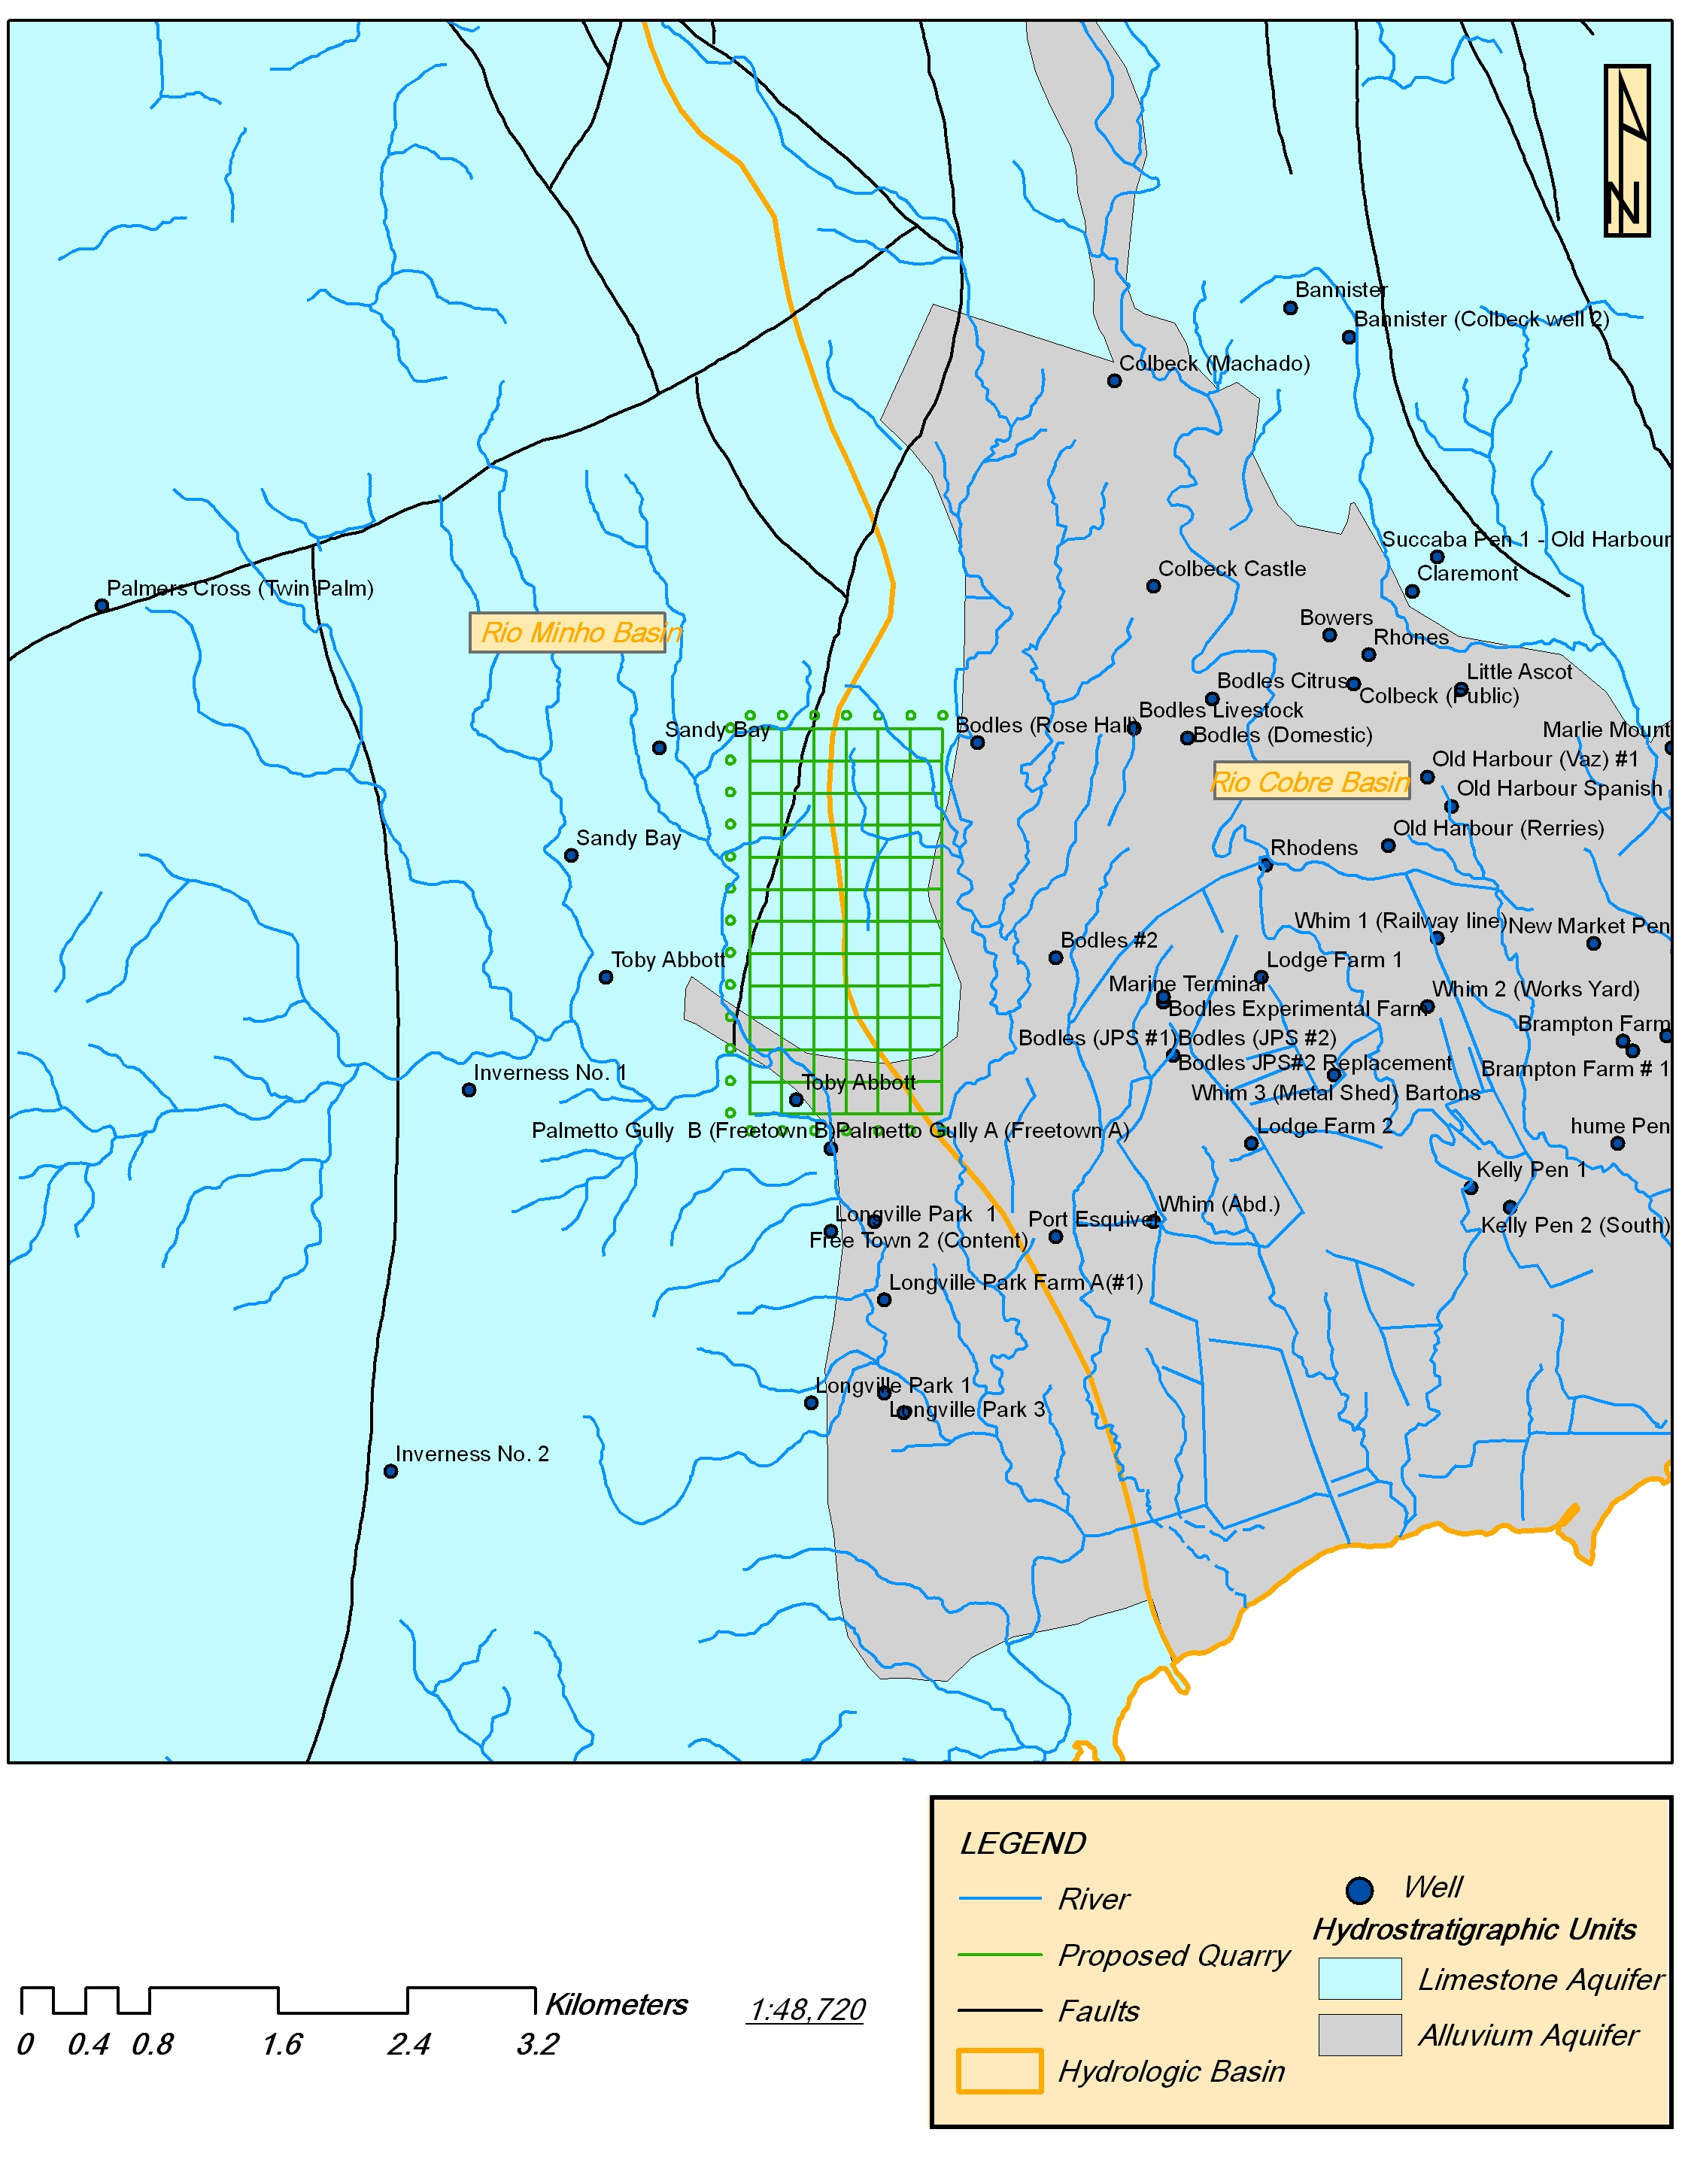 N
Bannister
Bannister (Colbeck well 2)
Colbeck (Machado)
Succaba Pen 1 - Old Harbour
Colbeck Castle
Claremont
Palmers Cross (Twin Palm)
Rio Minho Basin
Bowers
Rhones
Little Ascot
Bodles Citrus
Colbeck (Public)
Bodles Livestock
Sandy Bay
Bodles (Rose Hall)
Bodles (Domestic)
Marlie Mount
Old Harbour (Vaz) #1
Rio Cobre Basin
Old Harbour Spanish
Sandy Bay
Old Harbour (Rerries)
Rhodens
Whim 1 (Railway line)
New Market Pen
Bodles #2
Toby Abbott
Lodge Farm 1
Marine Terminal
Whim 2 (Works Yard)
Bodles Experimental Farm
Brampton Farm
Bodles (JPS #1)
Bodles (JPS #2)
Bodles JPS#2 Replacement
Brampton Farm # 1
Inverness No. 1
Toby Abbott
Whim 3 (Metal Shed) Bartons
Palmetto Gully B (Freetown B)
Palmetto Gully A (Freetown A)
Lodge Farm 2
hume Pen
Kelly Pen 1
Longville Park 1
Port Esquivel
Whim (Abd.)
Kelly Pen 2 (South)
Free Town 2 (Content)
Longville Park Farm A(#1)
Longville Park 1
Longville Park 3
Inverness No. 2
LEGEND
River
Proposed Quarry
Faults
Hydrologic Basin
Well
Hydrostratigraphic Units
Limestone Aquifer
Alluvium Aquifer
Kilometers
1:48,720
0 0.4 0.8 1.6 2.4 3.2